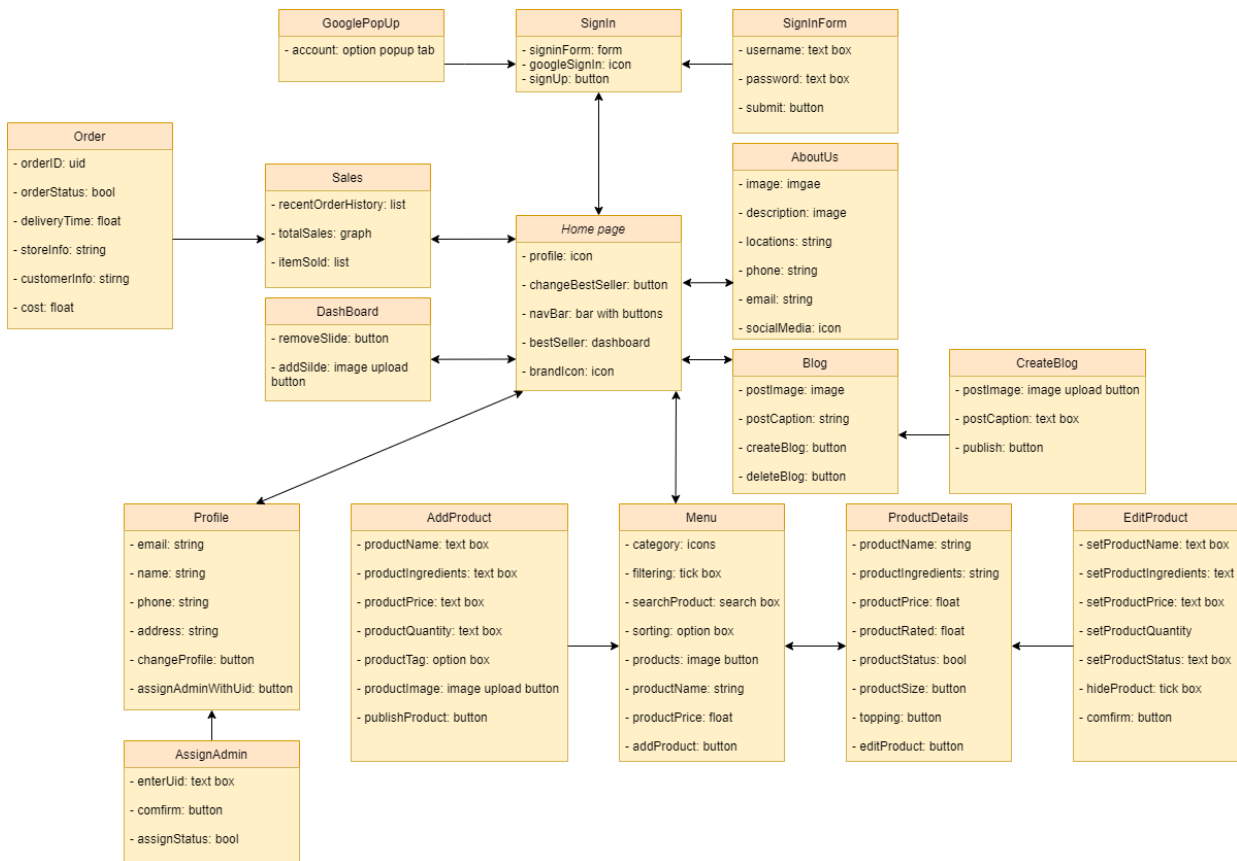 GooglePopUp
- account: option popup tab
SignIn
- signinForm: form
- googleSignIn: icon
- signUp: button
SignInForm
- username: text box
- password: text box
- submit: button
Order
- orderID: uid
- orderStatus: bool
- deliveryTime: float
- storeInfo: string
- customerInfo: stirng
- cost: float
Sales
- recentOrderHistory: list
- totalSales: graph
- itemSold: list
Home page
- profile: icon
- changeBestSeller: button
- navBar: bar with buttons
- bestSeller: dashboard
- brandIcon: icon
AboutUs
- image: imgae
- description: image
- locations: string
- phone: string
- email: string
- socialMedia: icon
DashBoard
- removeSlide: button
- addSilde: image upload
button
Blog
- postImage: image
- postCaption: string
- createBlog: button
- deleteBlog: button
CreateBlog
- postImage: image upload button
- postCaption: text box
- publish: button
Profile
- email: string
- name: string
- phone: string
- address: string
- changeProfile: button
- assignAdminWithUid: button
AddProduct
- productName: text box
- productIngredients: text box
- productPrice: text box
- productQuantity: text box
- productTag: option box
- productImage: image upload button
- publishProduct: button
Menu
- category: icons
- filtering: tick box
- searchProduct: search box
- sorting: option box
- products: image button
- productName: string
- productPrice: float
- addProduct: button
ProductDetails
- productName: string
- productIngredients: string
- productPrice: float
- productRated: float
- productStatus: bool
- productSize: button
- topping: button
- editProduct: button
EditProduct
- setProductName: text box
- setProductIngredients: text
- setProductPrice: text box
- setProductQuantity
- setProductStatus: text box
- hideProduct: tick box
- comfirm: button
AssignAdmin
- enterUid: text box
- comfirm: button
- assignStatus: bool